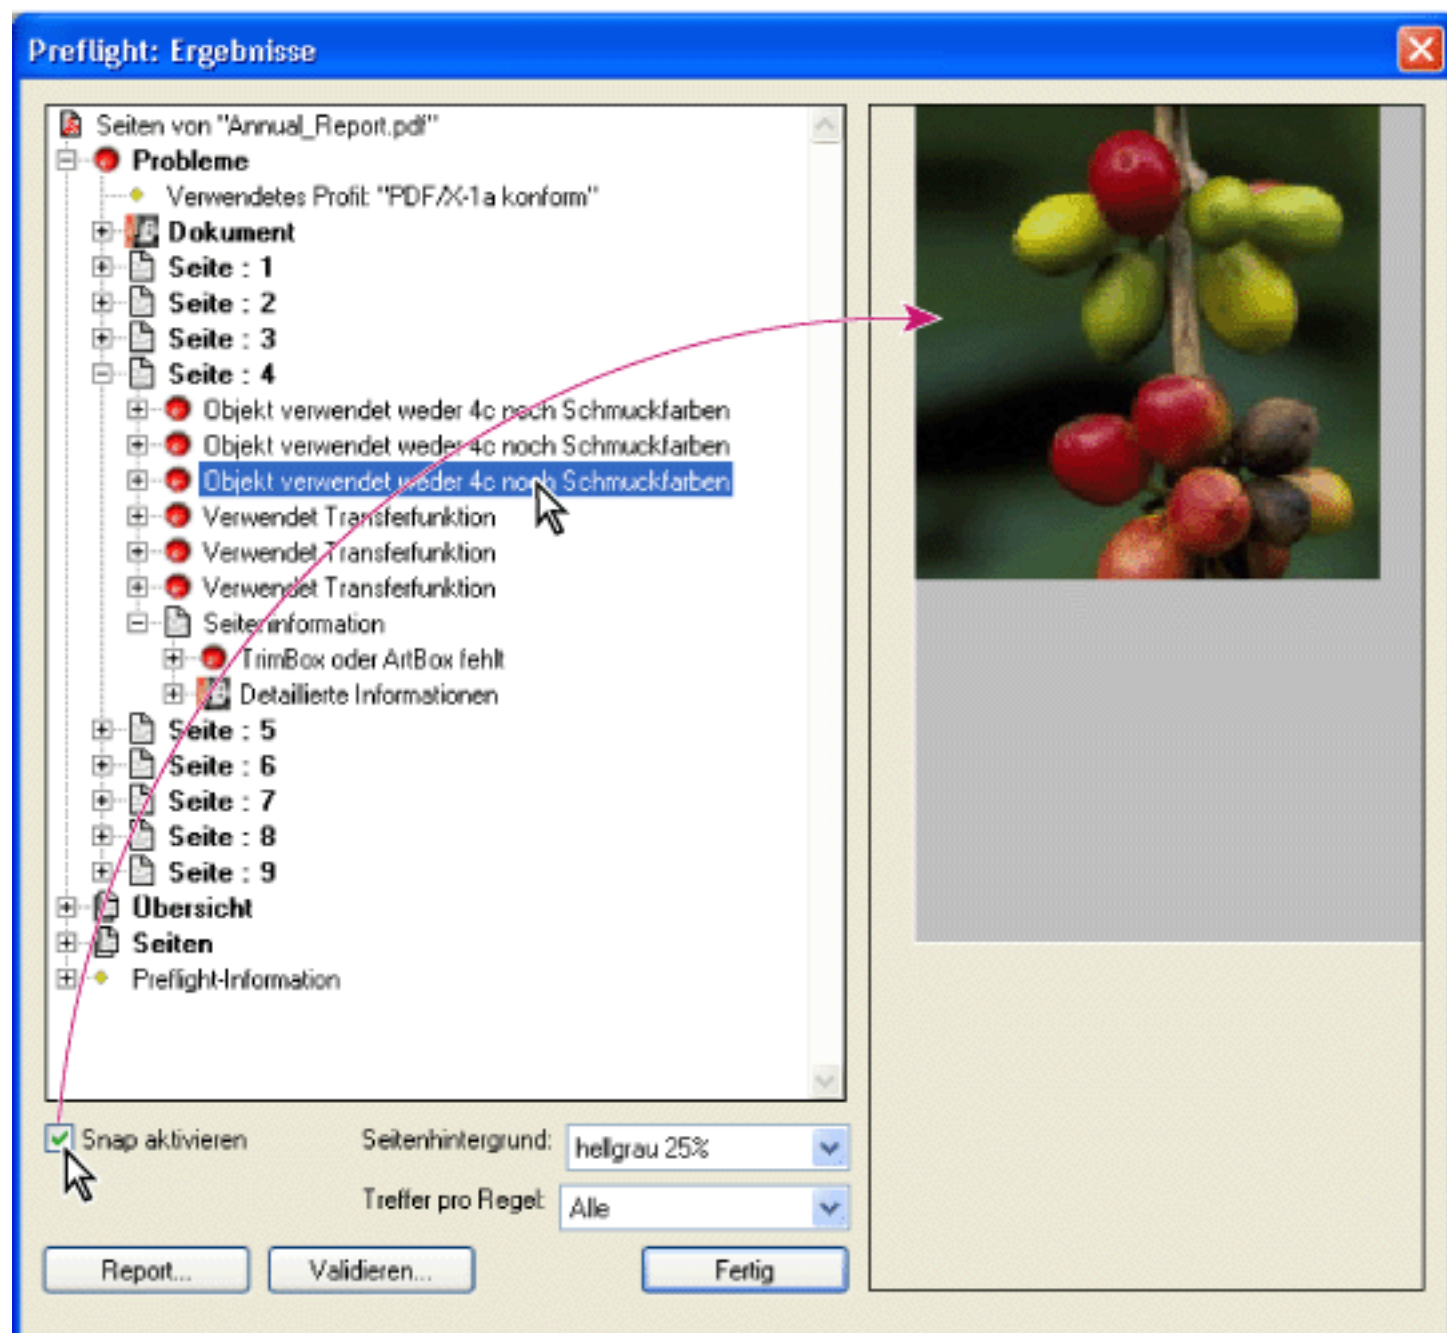 Preflight: Ergebnisse
Seiten von "Annual_Report.pdf"
Probleme
Verwendetes Profil: "PDF/X-1a konform"
Dokument
Seite : 1
Seite : 2
Seite : 3
Seite : 4
Objekt verwendet weder 4c noch Schmuckfarben
Objekt verwendet weder 4c noch Schmuckfarben
Objekt verwendet weder 4c noch Schmuckfarben
Verwendet Transferfunktion
Verwendet Transferfunktion
Verwendet Transferfunktion
Seiteninformation
TrimBox oder ArtBox fehlt
Detaillierte Informationen
Seite : 5
Seite : 6
Seite : 7
Seite : 8
Seite : 9
Übersicht
Seiten
Preflight-Information
Snap aktivieren
Seitenhintergrund: hellgrau 25%
Treffer pro Regel: Alle
Report... Validieren... Fertig